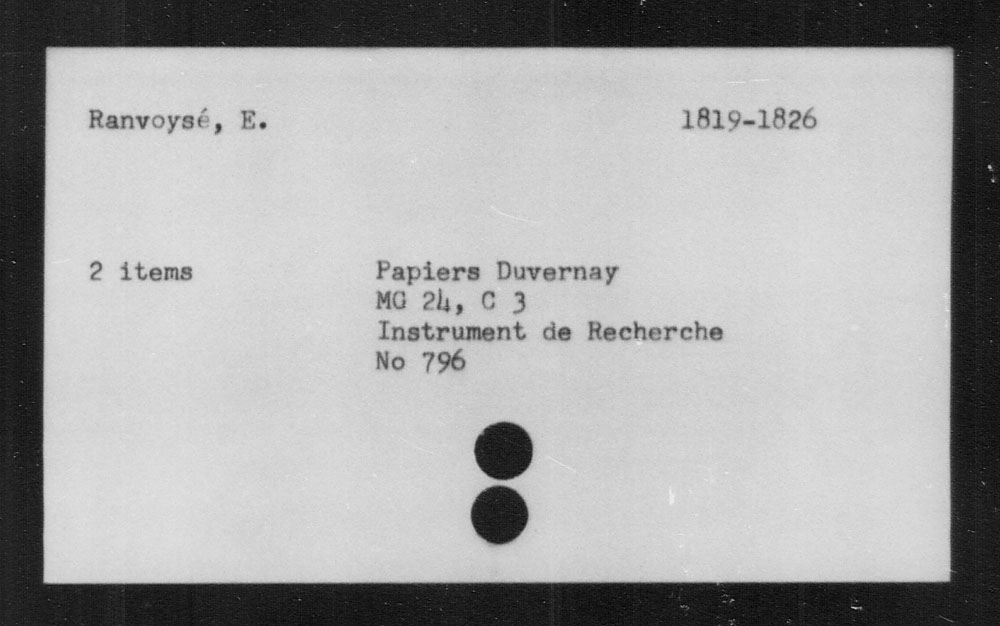 Ranvoysé, E. 1819-1826
2 items Papiers Duvernay
MG 24, C 3
Instrument de Recherche
No 796